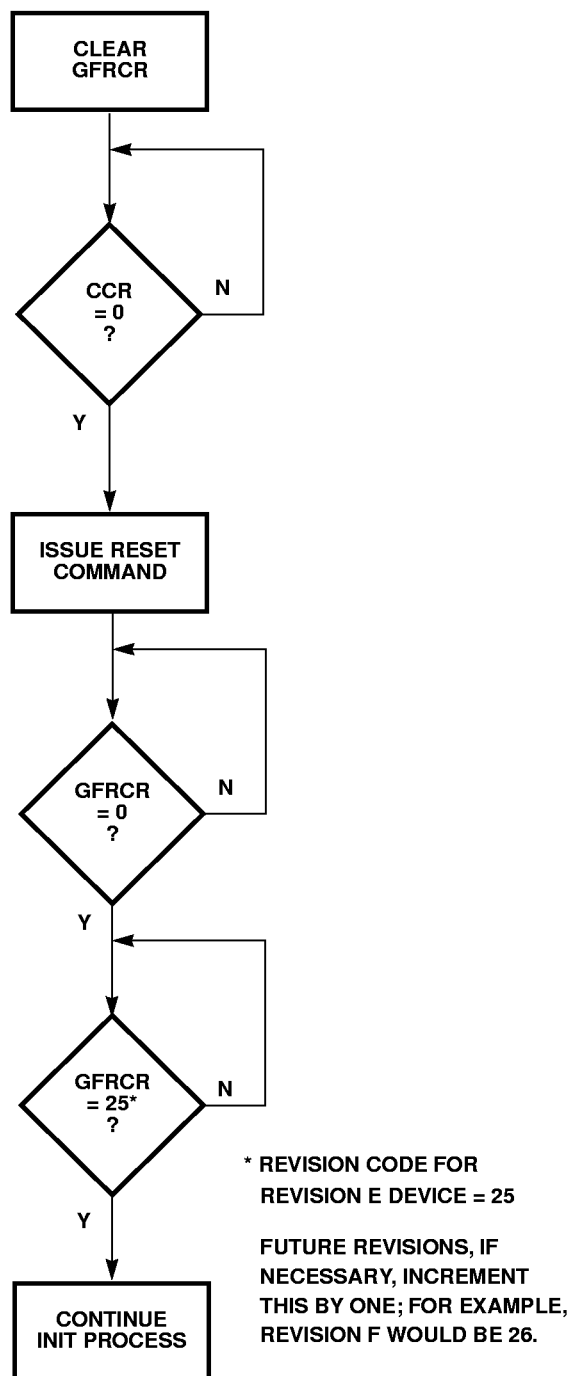 CLEAR
GFRCR
CCR
= 0
?
N
Y
ISSUE RESET
COMMAND
GFRCR
= 0
?
N
Y
GFRCR
= 25*
?
N
Y
* REVISION CODE FOR
REVISION E DEVICE = 25
FUTURE REVISIONS, IF
NECESSARY, INCREMENT
THIS BY ONE; FOR EXAMPLE,
REVISION F WOULD BE 26.
CONTINUE
INIT PROCESS